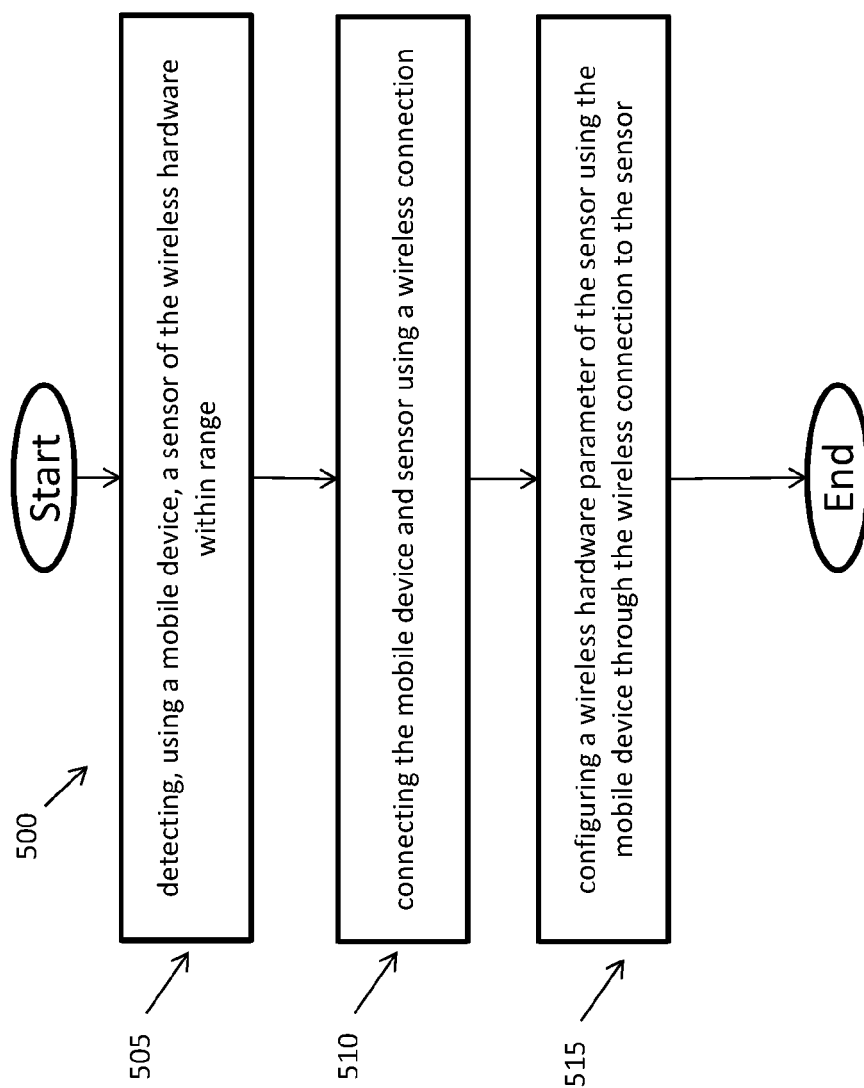 500
Start
505
detecting, using a mobile device, a sensor of the wireless hardware
within range
510
connecting the mobile device and sensor using a wireless connection
515
configuring a wireless hardware parameter of the sensor using the
mobile device through the wireless connection to the sensor
End